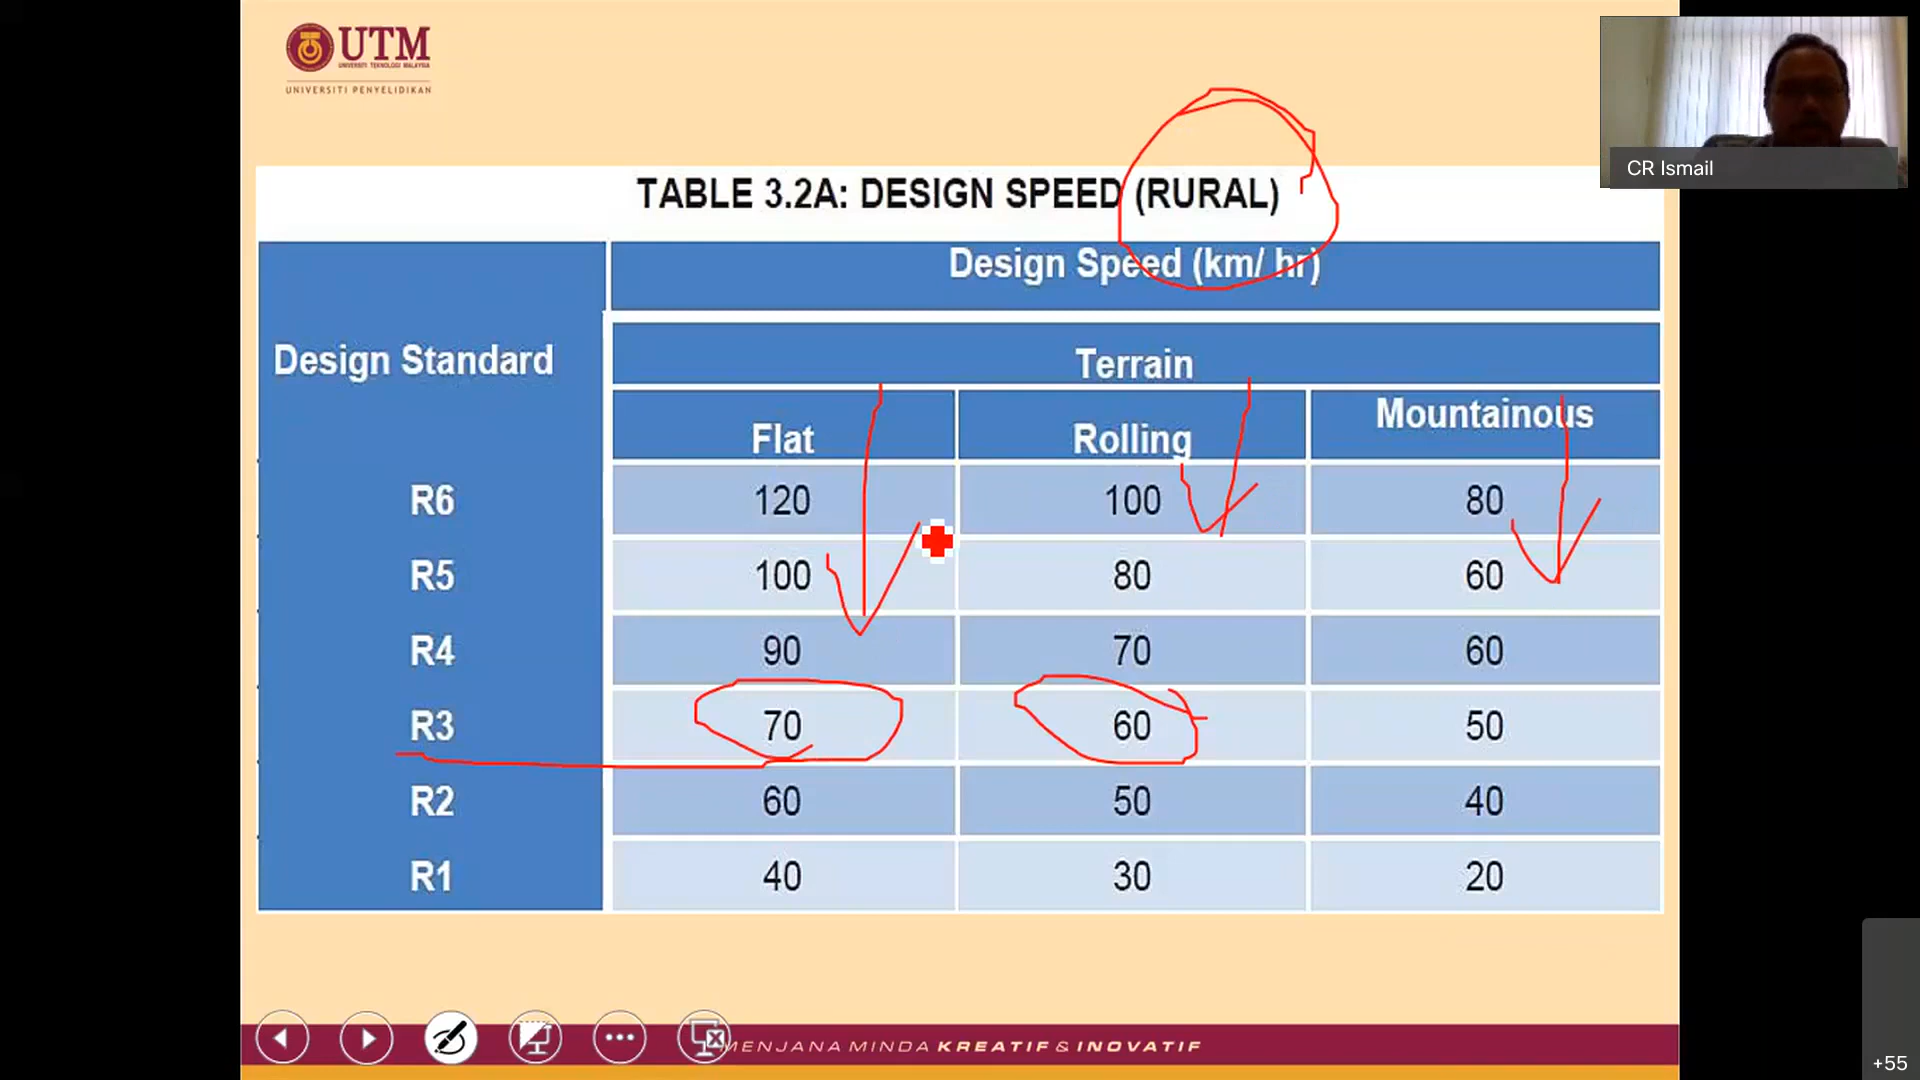 UTM
UNIVERSITI TEKNOLOGI MALAYSIA
UNIVERSITI PENYELIDIKAN
CR Ismail
TABLE 3.2A: DESIGN SPEED (RURAL)
Design Standard
Design Speed (km/ hr)
Terrain
Flat Rolling Mountainous
R6 120 100 80
R5 100 80 60
R4 90 70 60
R3 70 60 50
R2 60 50 40
R1 40 30 20
MENJANA MINDA KREATIF & INOVATIF
+55